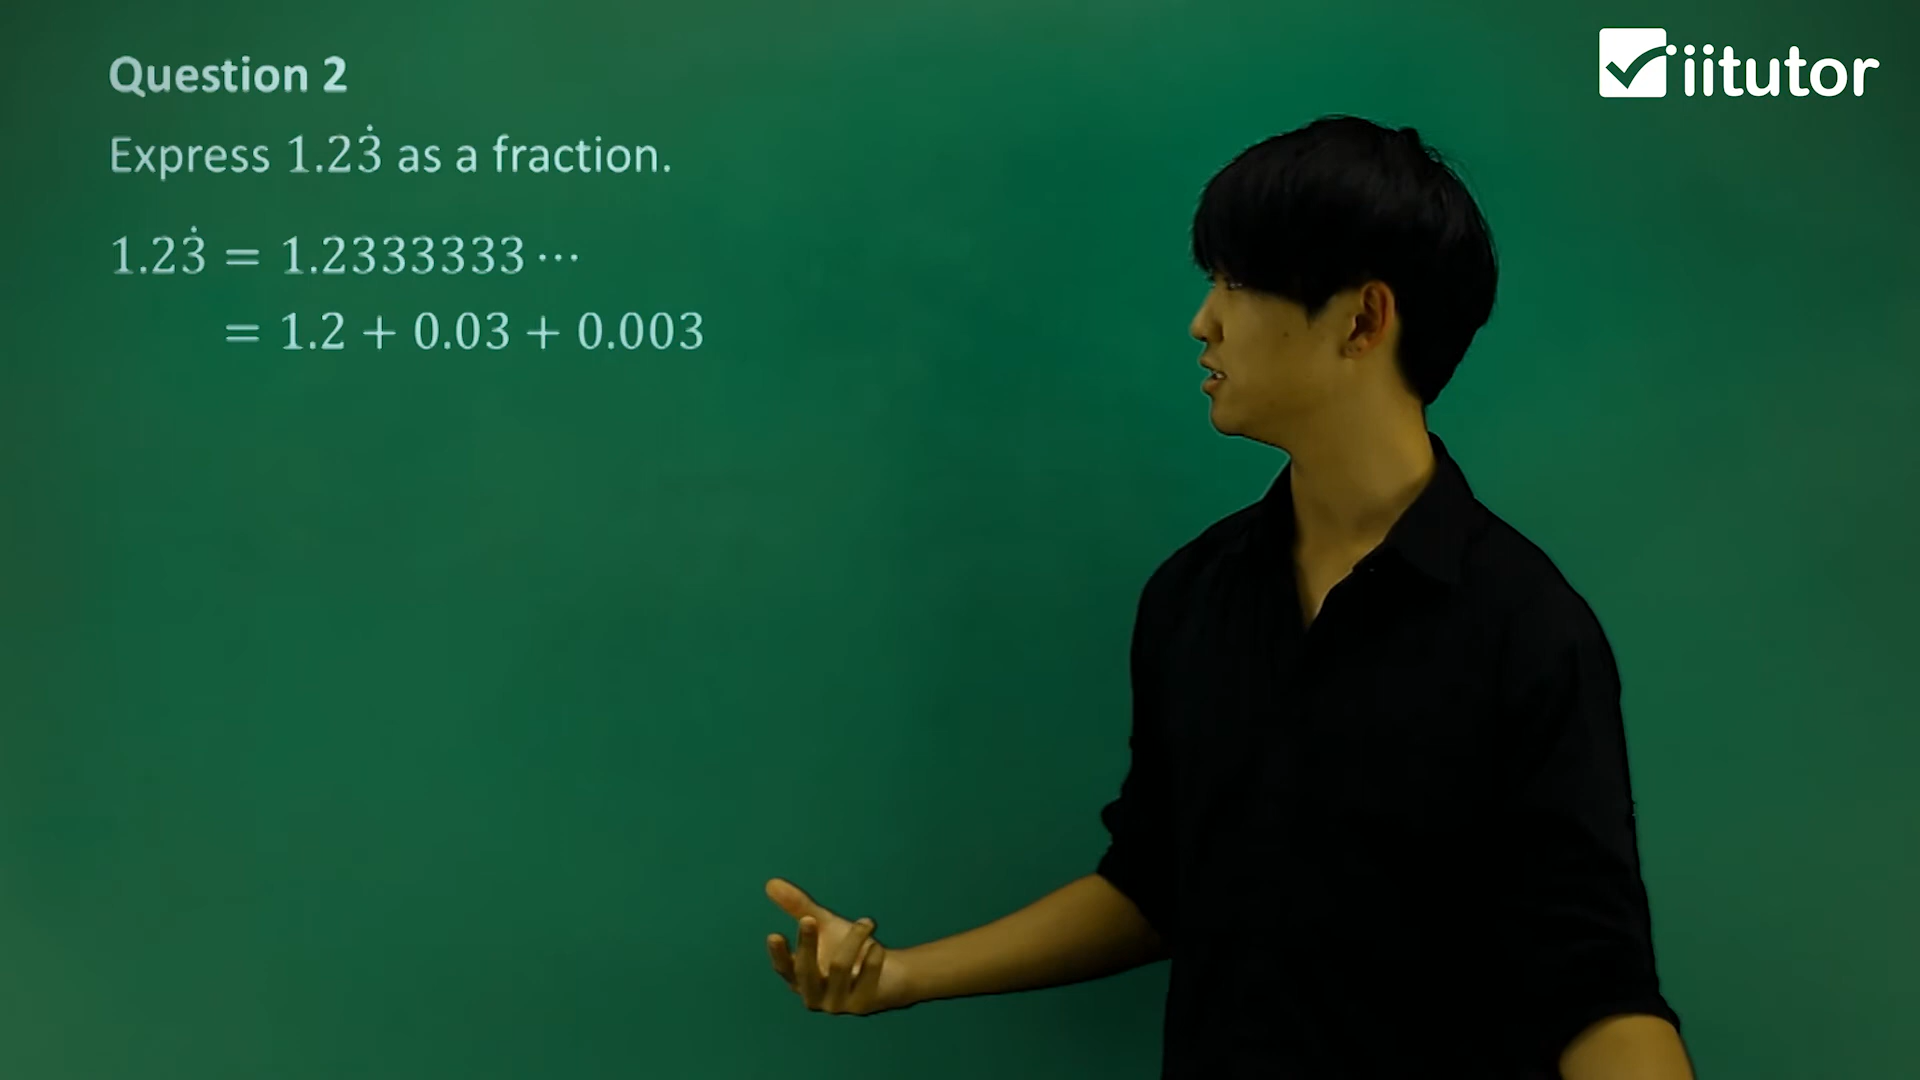 Question 2
iitutor
Express 1.23̇ as a fraction.
1.23̇ = 1.2333333⋯
= 1.2 + 0.03 + 0.003